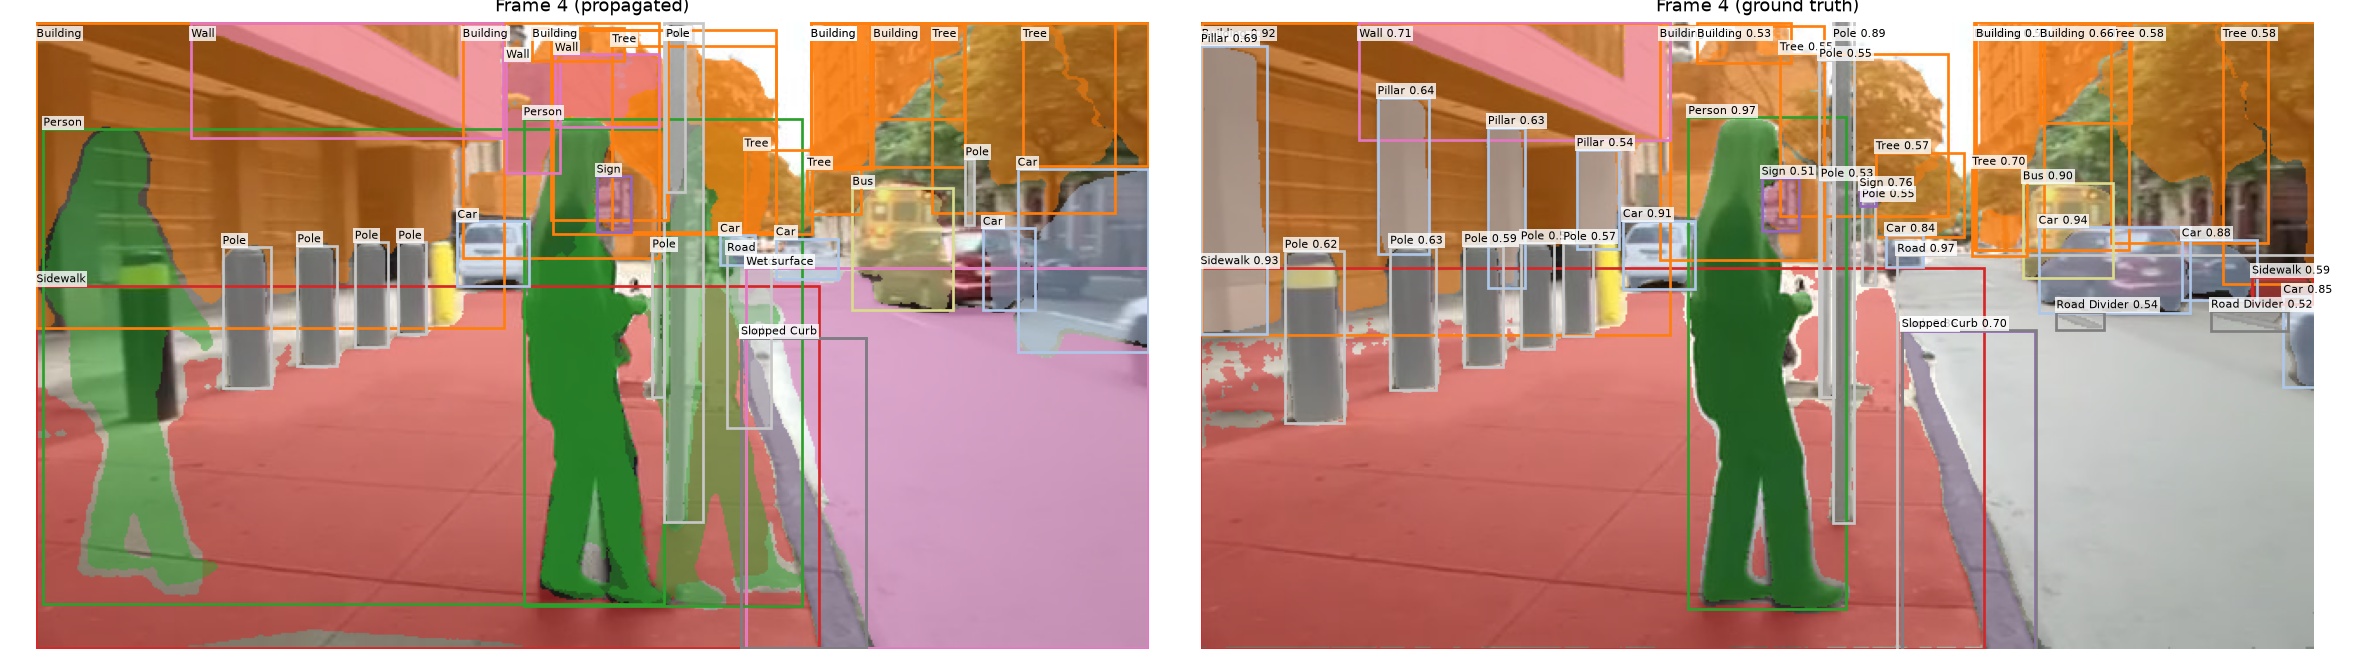 Frame 4 (propagated)
Building
Wall
Building
Building
Wall
Wall
Tree
Pole
Building
Building
Tree
Tree
Person
Person
Tree
Pole
Tree
Car
Sign
Bus
Car
Car
Pole
Pole
Pole
Pole
Pole
Car
Car
Road
Wet surface
Sidewalk
Slopped Curb
Frame 4 (ground truth)
Pillar 0.69
Wall 0.71
Building 0.53
Pole 0.89
Pole 0.55
Building 0.66
Tree 0.58
Pillar 0.64
Person 0.97
Pillar 0.63
Pillar 0.54
Tree 0.57
Tree 0.70
Sign 0.51
Pole 0.53
Sign 0.76
Pole 0.55
Bus 0.90
Car 0.91
Car 0.94
Car 0.84
Car 0.88
Pole 0.62
Pole 0.63
Pole 0.59
Pole 0.57
Road 0.97
Sidewalk 0.93
Sidewalk 0.59
Car 0.85
Road Divider 0.54
Road Divider 0.52
Slopped Curb 0.70